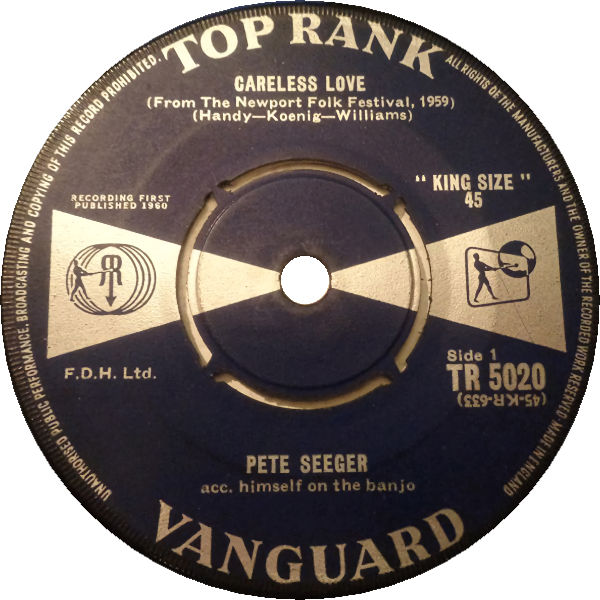 TOP RANK
CARELESS LOVE
(From The Newport Folk Festival, 1959)
(Handy—Koenig—Williams)
" KING SIZE "
45
RECORDING FIRST
PUBLISHED 1960
F.D.H. Ltd.
Side 1
TR 5020
(45-K-R-633)
PETE SEEGER
acc. himself on the banjo
VANGUARD
UNAUTHORISED PUBLIC PERFORMANCE, BROADCASTING AND COPYING OF THIS RECORD PROHIBITED.
ALL RIGHTS OF THE MANUFACTURERS AND THE OWNER OF THE RECORDED WORK RESERVED MADE IN ENGLAND